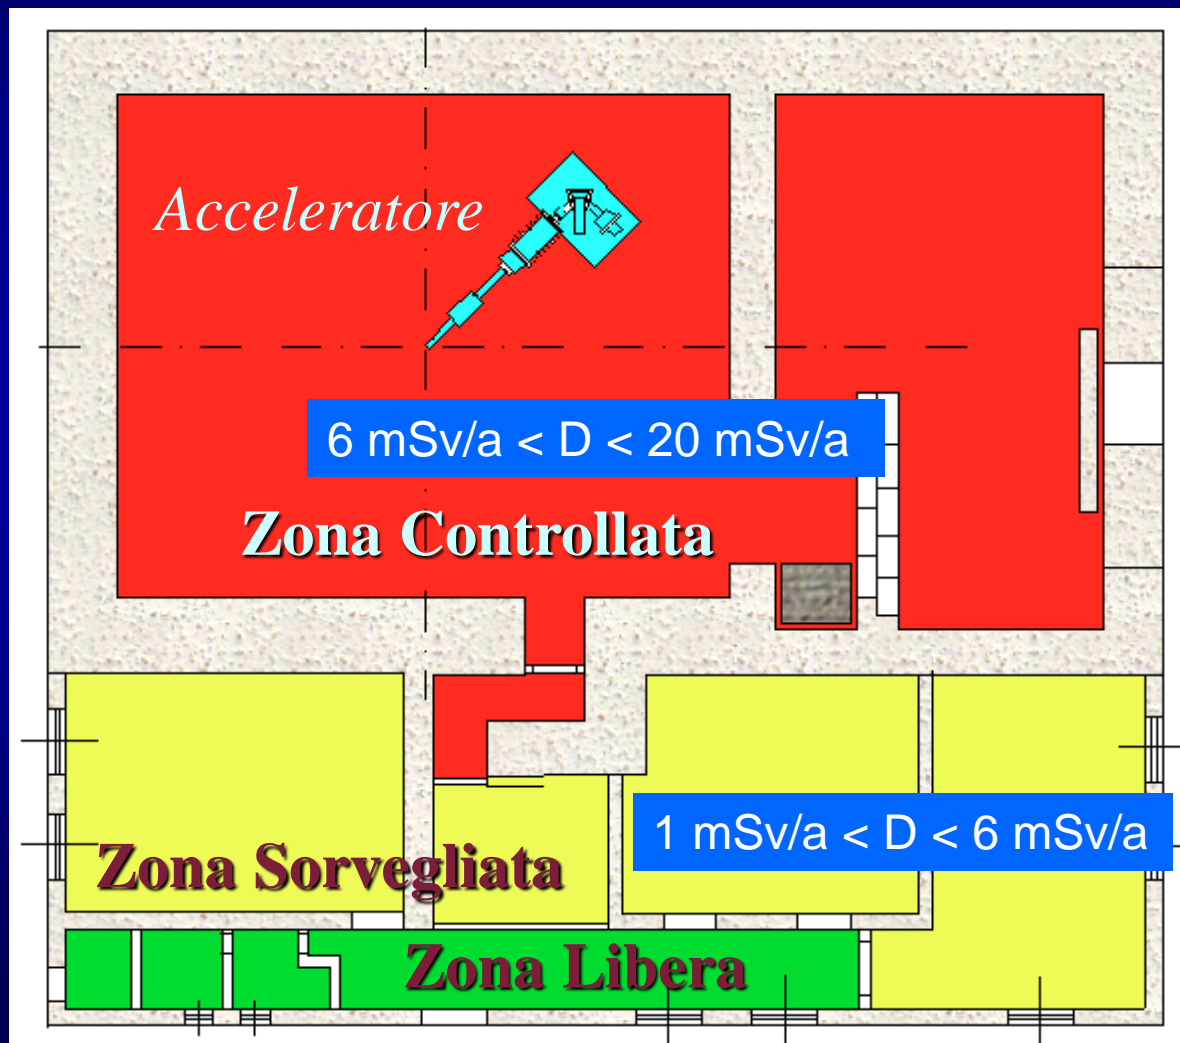 Acceleratore
6 mSv/a < D < 20 mSv/a
Zona Controllata
1 mSv/a < D < 6 mSv/a
Zona Sorvegliata
Zona Libera